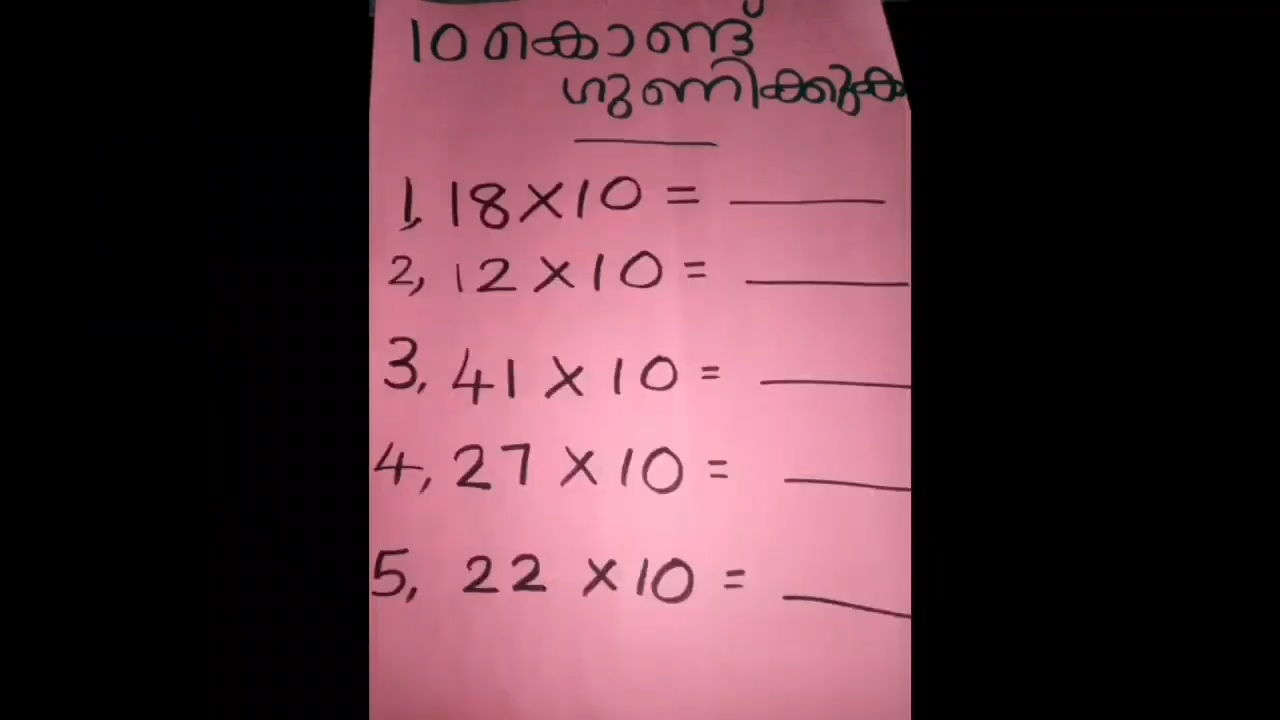 10 കൊണ്ട്
ഗുണിക്കുക
1, 18×10 =
2, 12×10 =
3, 41×10 =
4, 27×10 =
5, 22×10 =